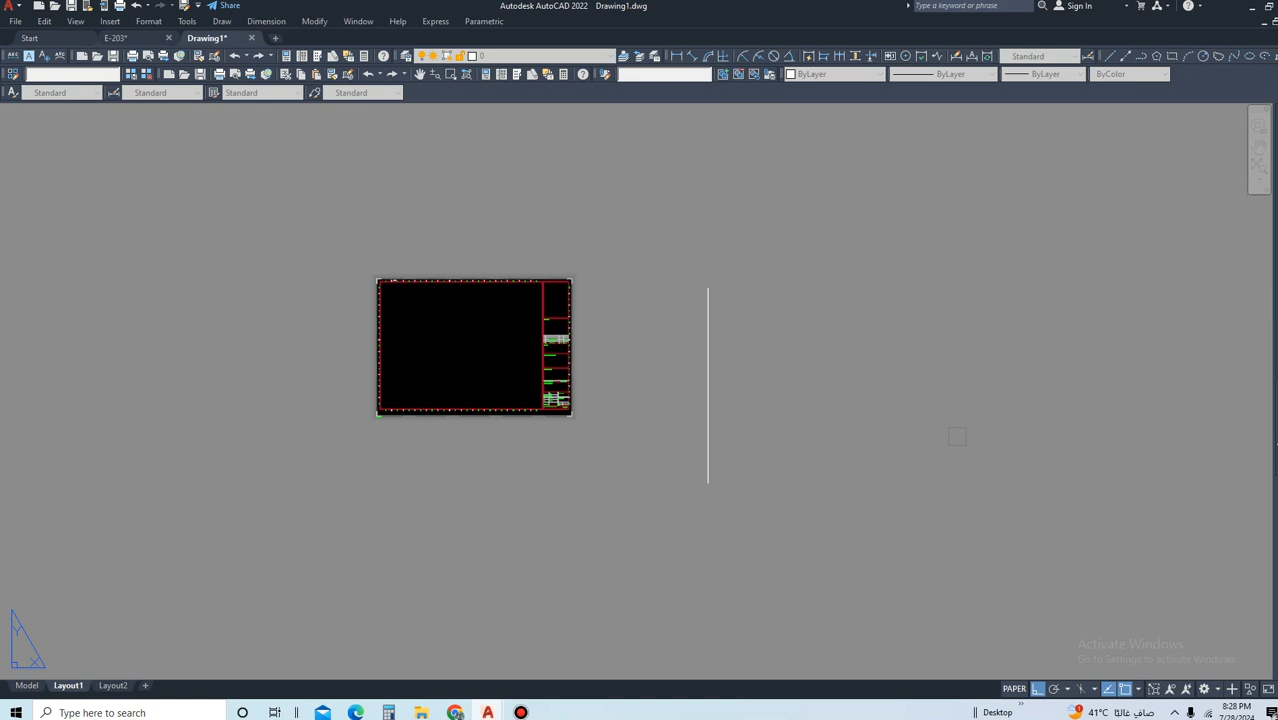 Share
Autodesk AutoCAD 2022 Drawing1.dwg
Type a keyword or phrase
Sign In
File Edit View Insert Format Tools Draw Dimension Modify Window Help Express Parametric
Start E-203* Drawing1*
0 Standard
ByLayer ByLayer ByLayer ByColor
Standard Standard Standard Standard
Y
X
Activate Windows
Go to Settings to activate Windows.
Model Layout1 Layout2 PAPER
Type here to search
Desktop
41°C صافٍ غالبًا
8:28 PM
7/28/2024